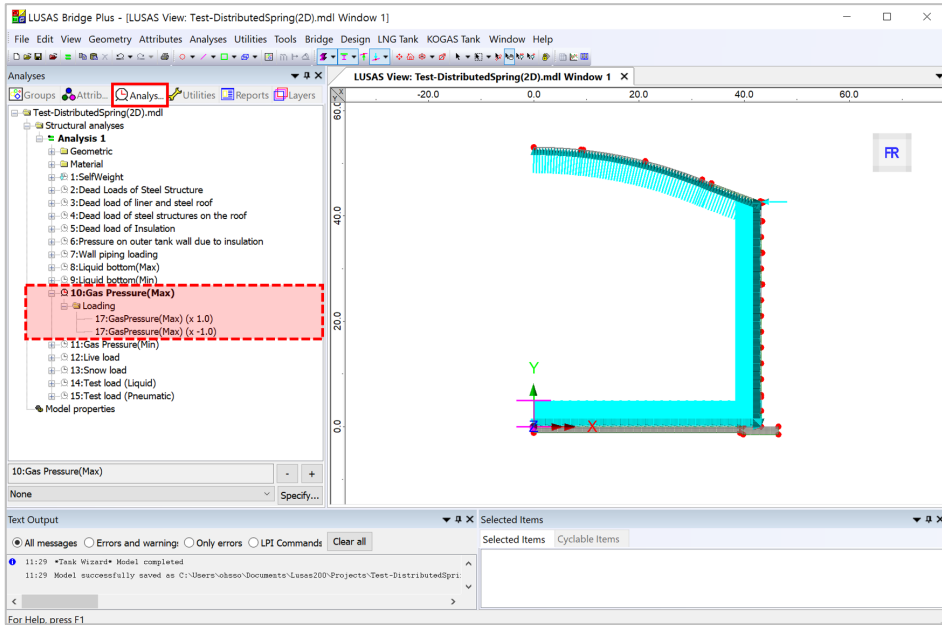 LUSAS Bridge Plus - [LUSAS View: Test-DistributedSpring(2D).mdl Window 1]
File Edit View Geometry Attributes Analyses Utilities Tools Bridge Design LNG Tank KOGAS Tank Window Help
Analyses
LUSAS View: Test-DistributedSpring(2D).mdl Window 1
Groups Attrib... Analys... Utilities Reports Layers
X -20.0 0.0 20.0 40.0 60.0
60.0
40.0
20.0
0.0
Test-DistributedSpring(2D).mdl
Structural analyses
Analysis 1
Geometric
Material
1:SelfWeight
2:Dead Loads of Steel Structure
3:Dead load of liner and steel roof
4:Dead load of steel structures on the roof
5:Dead load of Insulation
6:Pressure on outer tank wall due to insulation
7:Wall piping loading
8:Liquid bottom(Max)
9:Liquid bottom(Min)
10:Gas Pressure(Max)
Loading
17:GasPressure(Max) (x 1.0)
17:GasPressure(Max) (x -1.0)
11:Gas Pressure(Min)
12:Live load
13:Snow load
14:Test load (Liquid)
15:Test load (Pneumatic)
Model properties
FR
Y
X
10:Gas Pressure(Max) - +
None Specify...
Text Output
All messages Errors and warning: Only errors LPI Commands Clear all
11:29 *Task Wizard* Model completed
11:29 Model successfully saved as C:\Users\ohsso\Documents\Lusas200\Projects\Test-DistributedSpri
Selected Items
Selected Items Cyclable Items
For Help, press F1